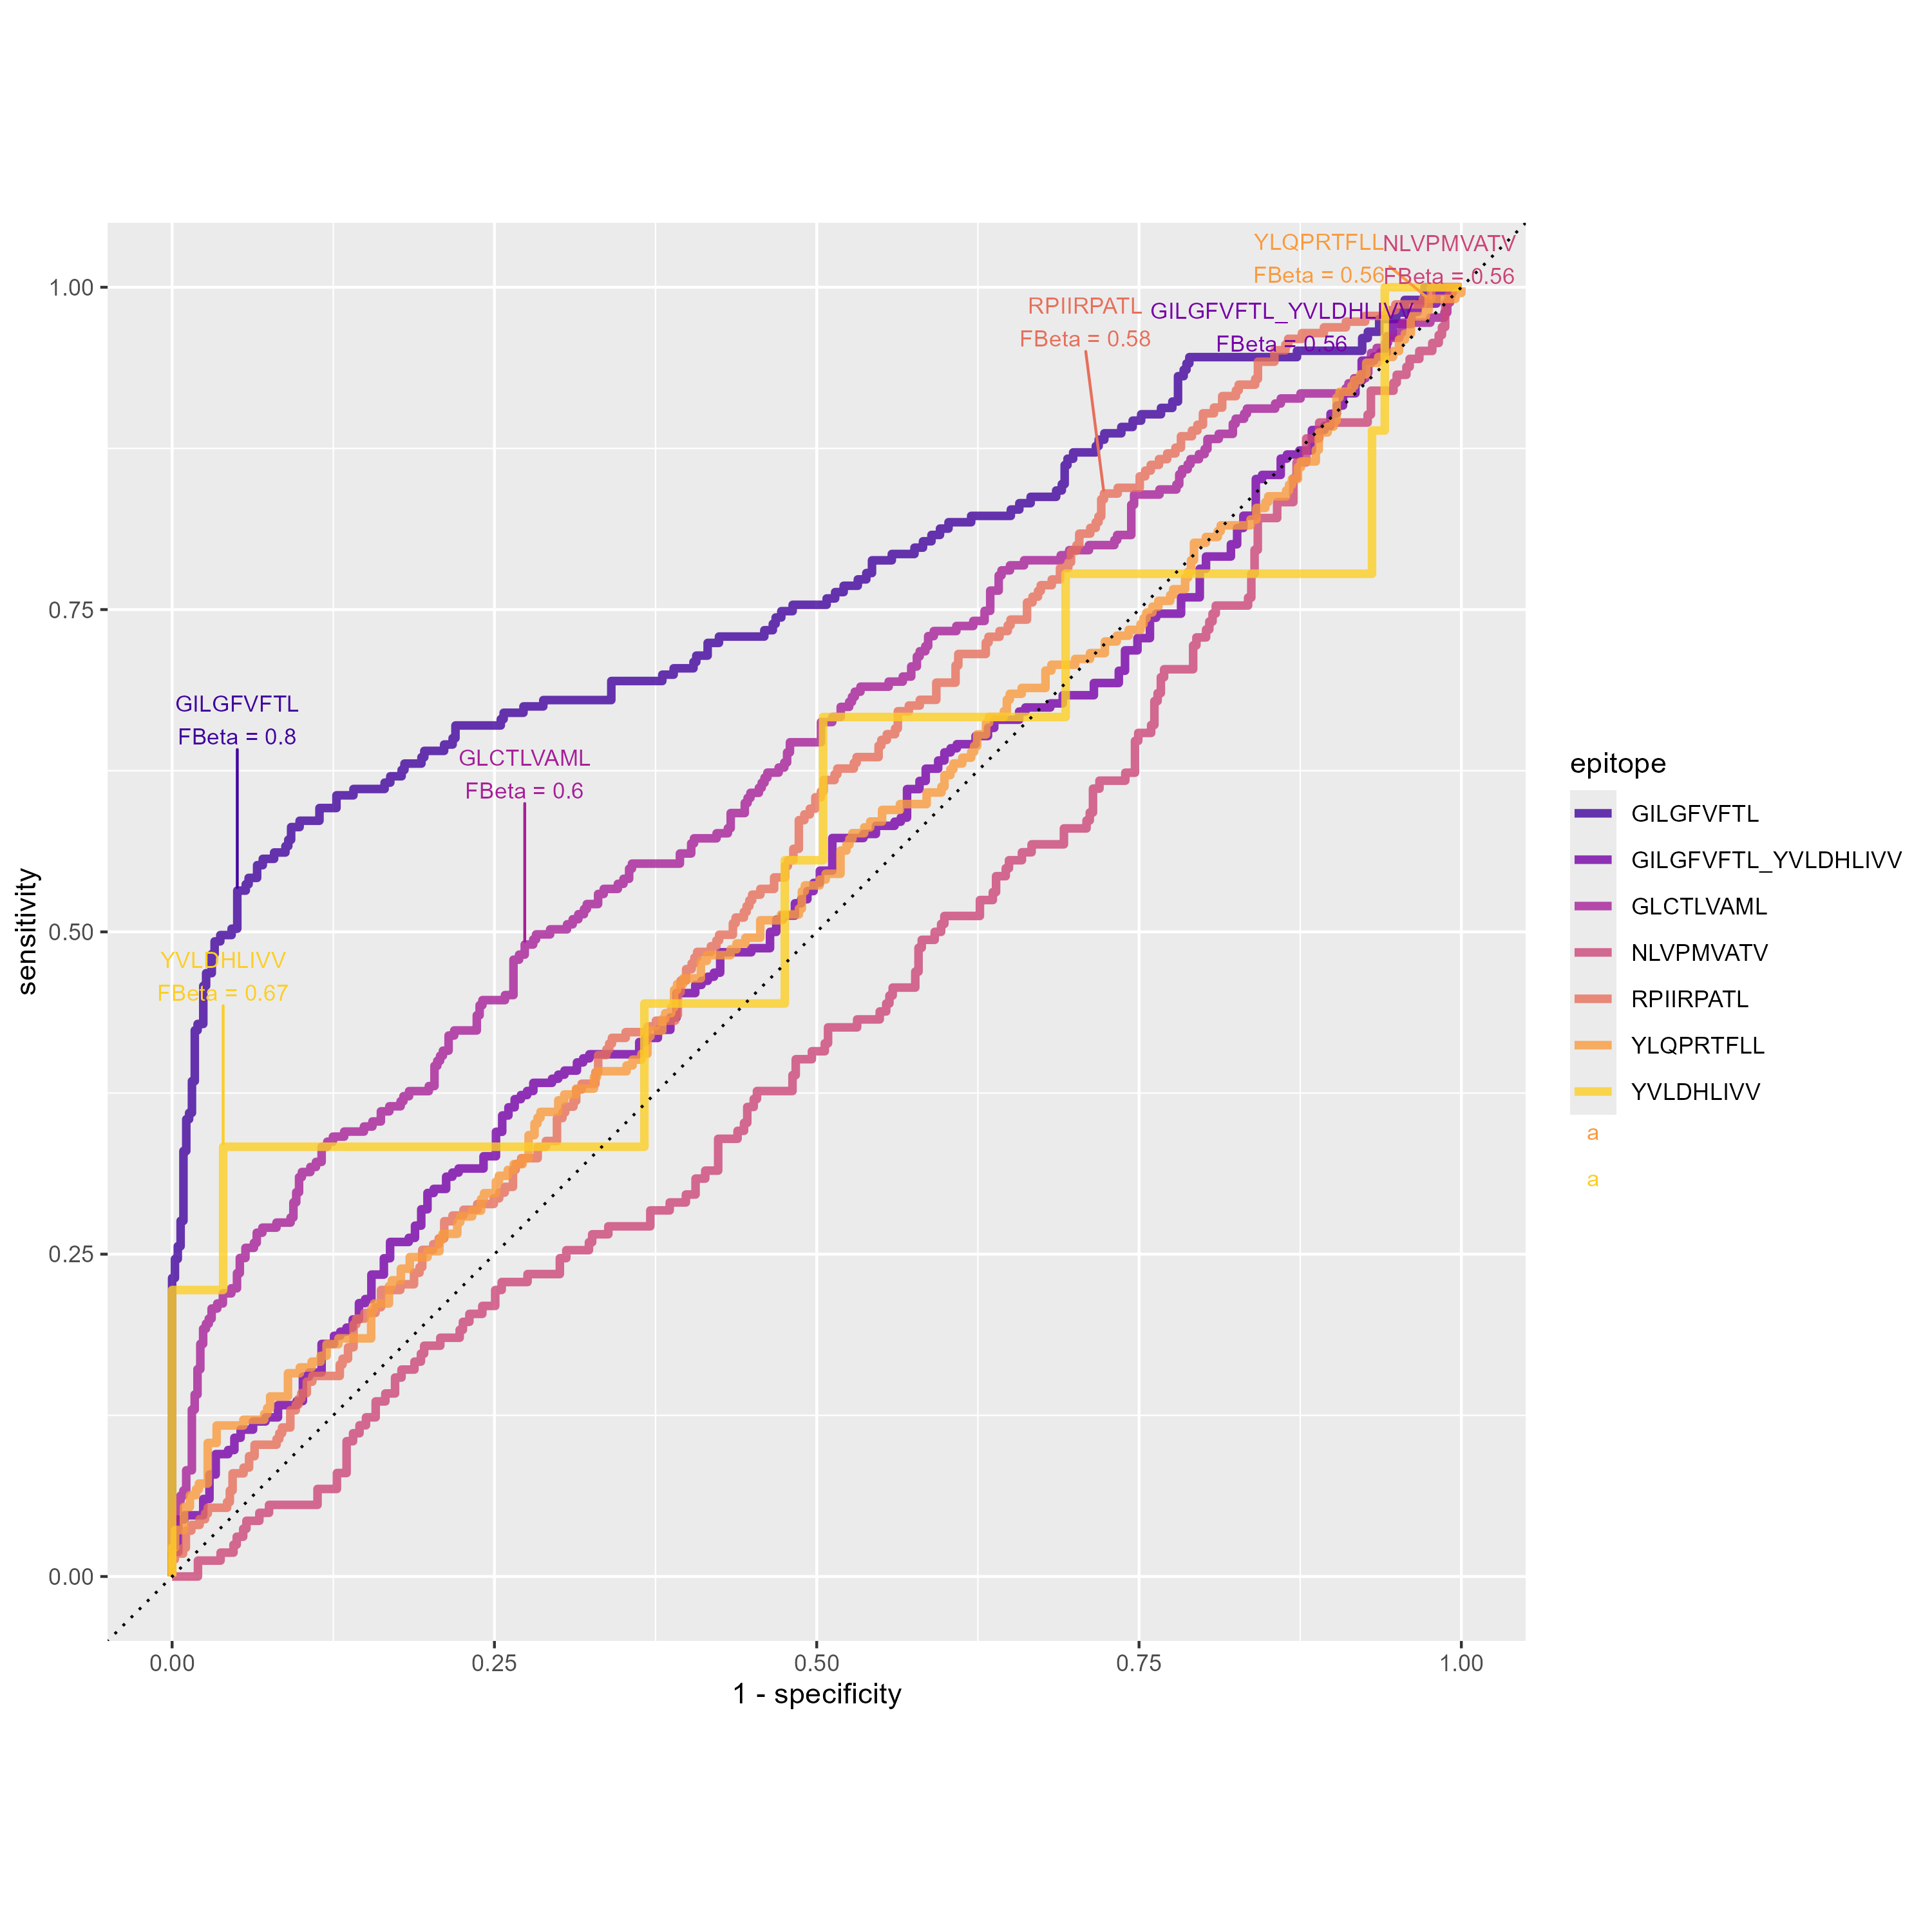 YLQPRTFLL
FBeta = 0.56
NLVPMVATV
FBeta = 0.56
RPIIRPATL
FBeta = 0.58
GILGFVFTL_YVLDHLIVV
FBeta = 0.56
GILGFVFTL
FBeta = 0.8
GLCTLVAML
FBeta = 0.6
YVLDHLIVV
FBeta = 0.67
1.00
0.75
0.50
0.25
0.00
sensitivity
0.00
0.25
0.50
0.75
1.00
1 - specificity
epitope
GILGFVFTL
GILGFVFTL_YVLDHLIVV
GLCTLVAML
NLVPMVATV
RPIIRPATL
YLQPRTFLL
YVLDHLIVV
a
a